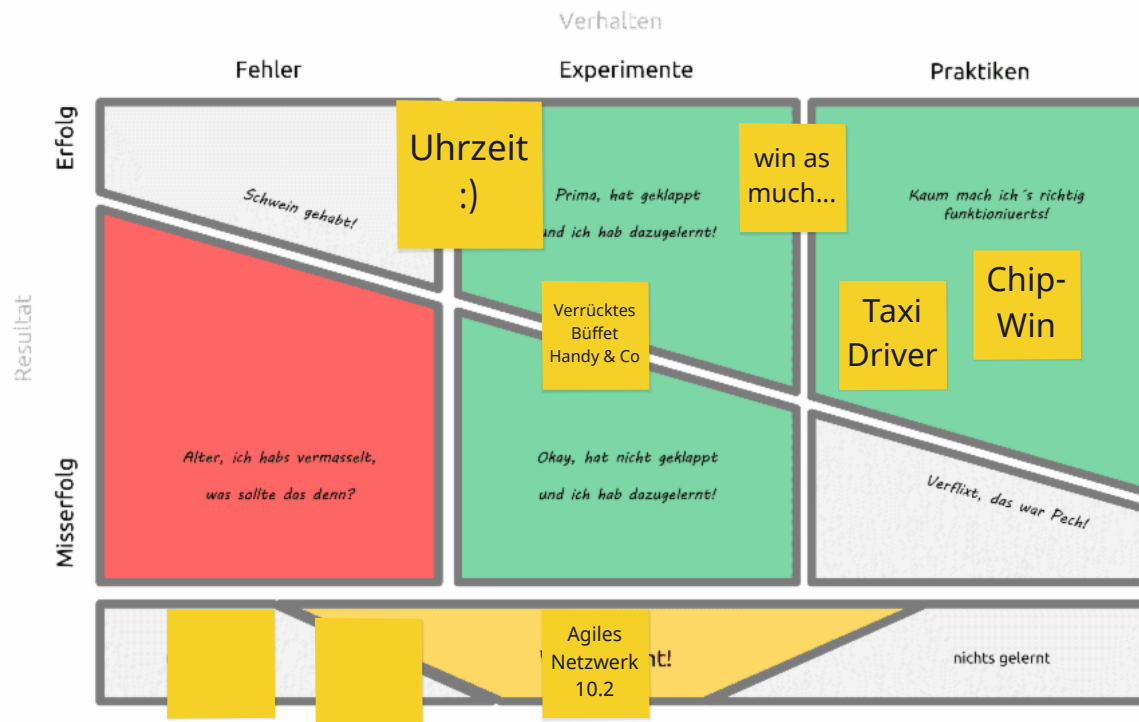 Verhalten
Fehler
Experimente
Praktiken
Resultat
Erfolg
Misserfolg
Schwein gehabt!
Uhrzeit
:)
Prima, hat geklappt
und ich hab dazugelernt!
win as
much...
Kaum mach ich´s richtig
funktioniuerts!
Verrücktes
Büffet
Handy & Co
Taxi
Driver
Chip-
Win
Alter, ich habs vermasselt,
was sollte das denn?
Okay, hat nicht geklappt
und ich hab dazugelernt!
Verflixt, das war Pech!
Agiles
Netzwerk
10.2
nichts gelernt